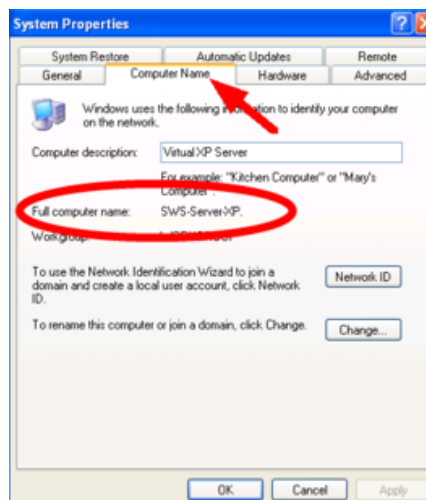 System Properties
System Restore Automatic Updates Remote
General Computer Name Hardware Advanced
Windows uses the following information to identify your computer
on the network.
Computer description: Virtual XP Server
For example: "Kitchen Computer" or "Mary's
Computer".
Full computer name: SWS-Server-XP.
Workgroup:
To use the Network Identification Wizard to join a
domain and create a local user account, click Network
ID.
Network ID
To rename this computer or join a domain, click Change.
Change...
OK Cancel Apply